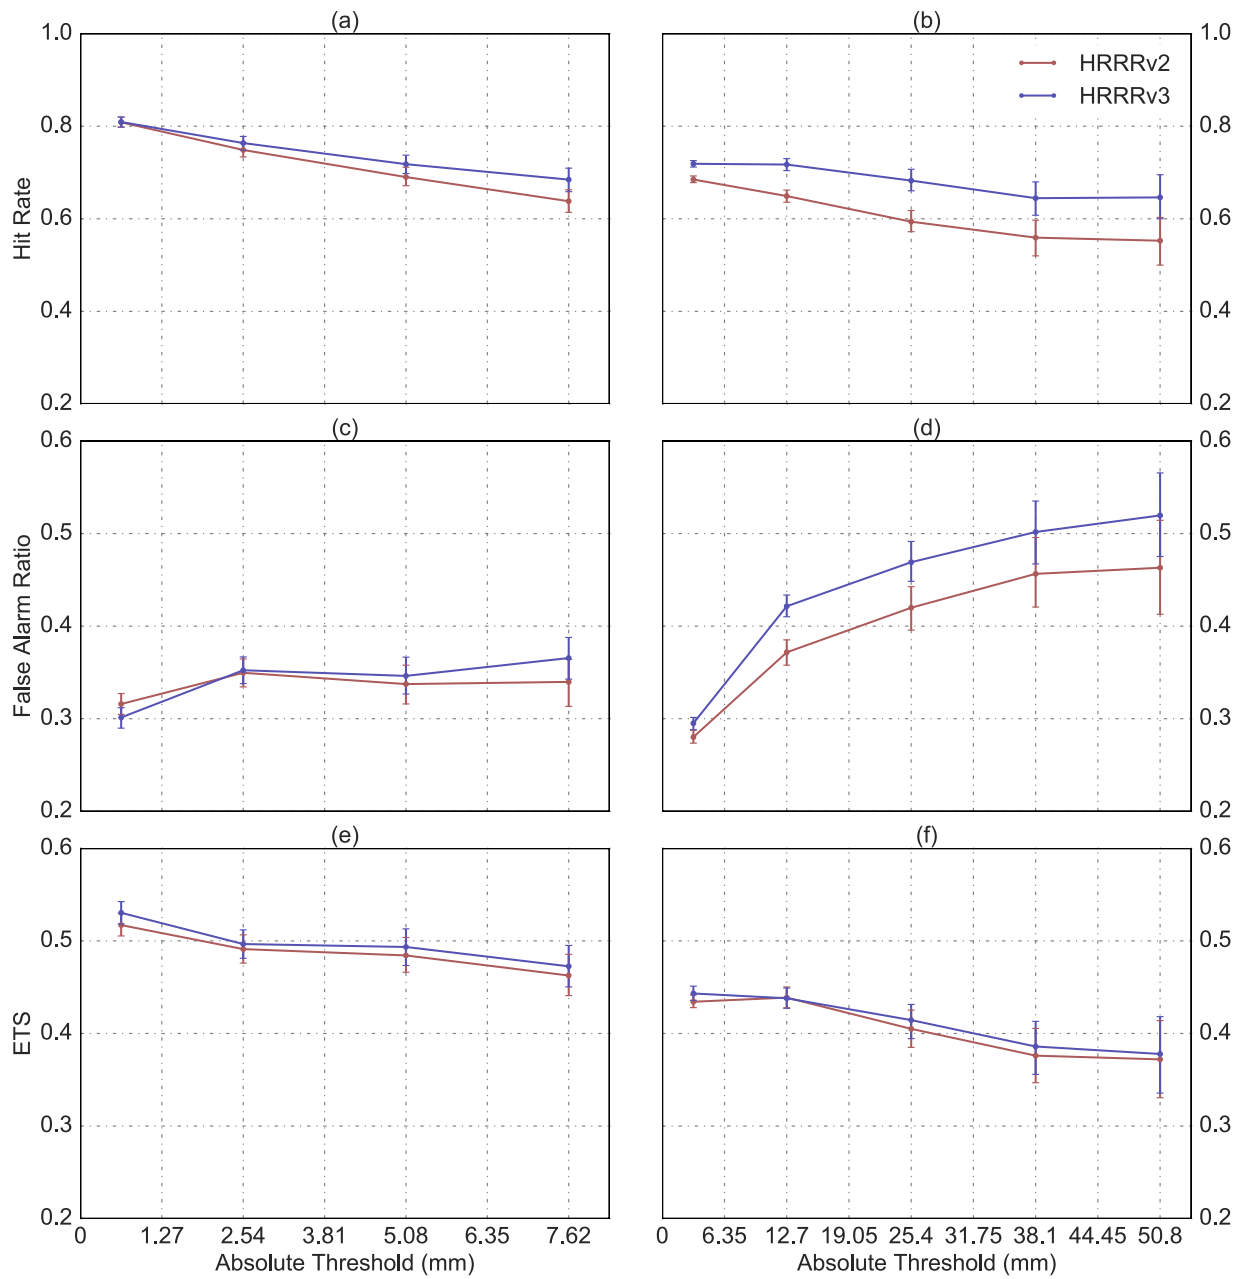 (a)
(b)
1.0
0.8
0.6
0.4
0.2
Hit Rate
HRRRv2
HRRRv3
1.0
0.8
0.6
0.4
0.2
(c)
(d)
0.6
0.5
0.4
0.3
0.2
False Alarm Ratio
0.6
0.5
0.4
0.3
0.2
(e)
(f)
0.6
0.5
0.4
0.3
0.2
ETS
0.6
0.5
0.4
0.3
0.2
0 1.27 2.54 3.81 5.08 6.35 7.62
Absolute Threshold (mm)
0 6.35 12.7 19.05 25.4 31.75 38.1 44.45 50.8
Absolute Threshold (mm)